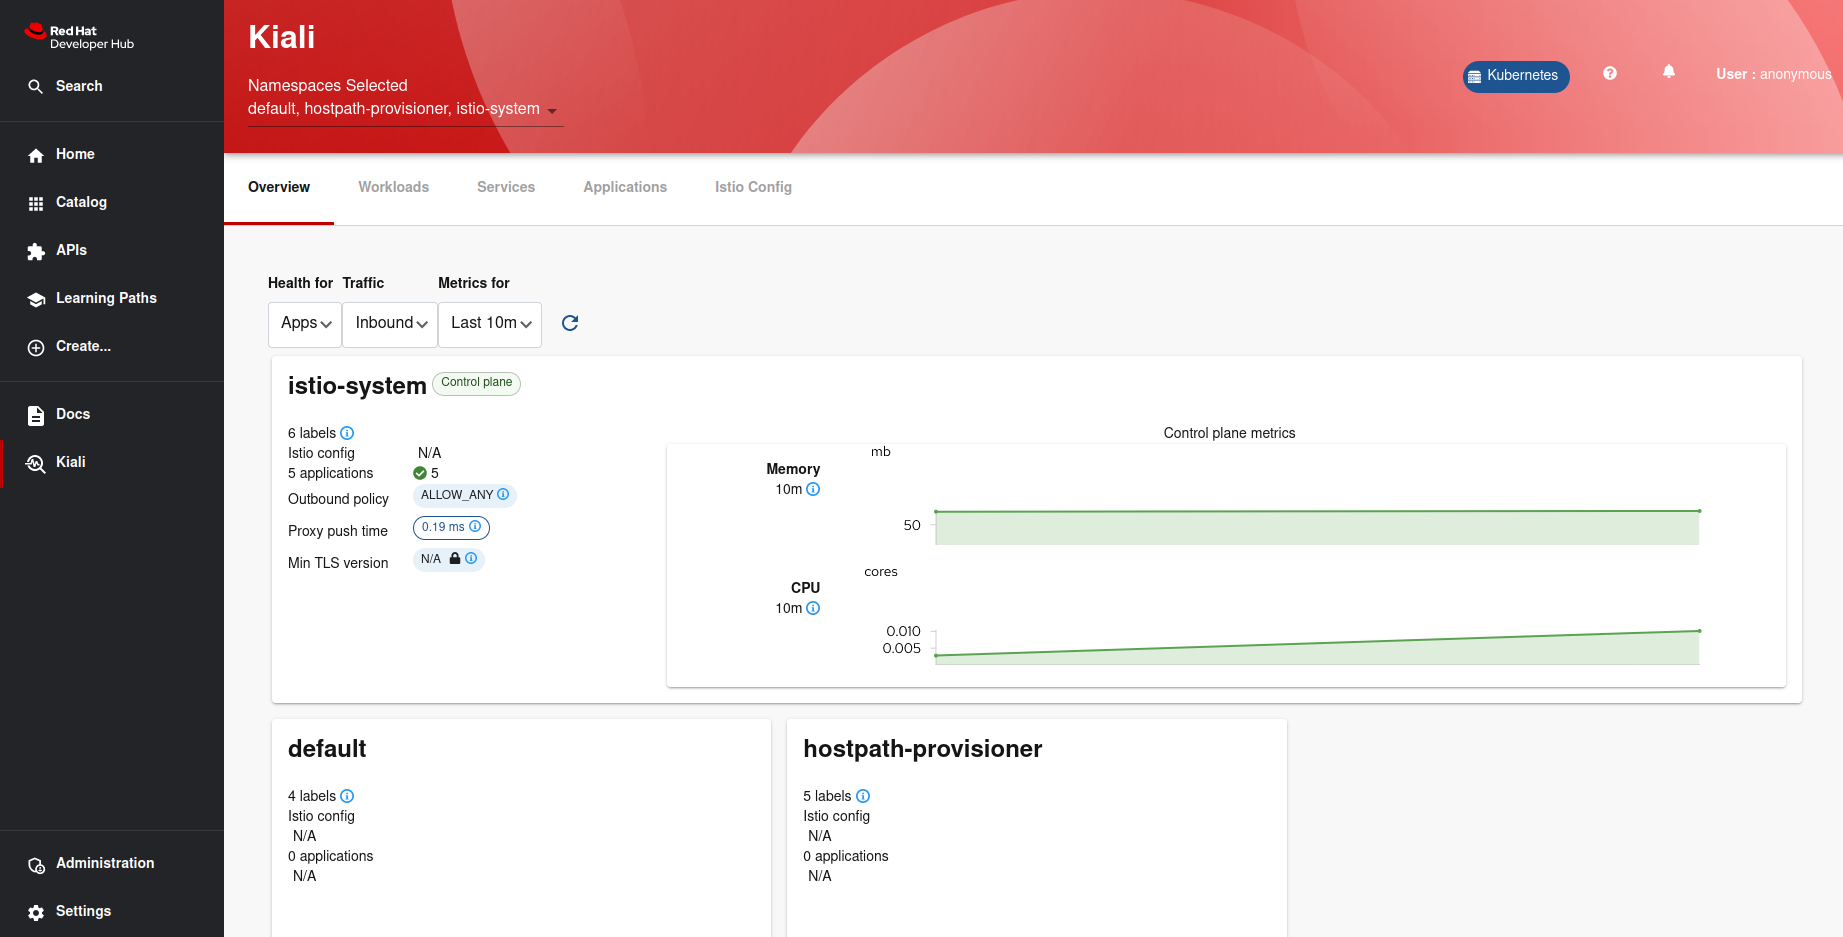 Red Hat
Developer Hub
Search
Home
Catalog
APIs
Learning Paths
Create...
Docs
Kiali
Administration
Settings
Kiali
Namespaces Selected
default, hostpath-provisioner, istio-system
Kubernetes
User : anonymous
Overview Workloads Services Applications Istio Config
Health for Traffic Metrics for
Apps Inbound Last 10m
istio-system Control plane
6 labels
Istio config N/A
5 applications 5
Outbound policy ALLOW_ANY
Proxy push time 0.19 ms
Min TLS version N/A
Control plane metrics
mb
Memory
10m
50
cores
CPU
10m
0.010
0.005
default
4 labels
Istio config
N/A
0 applications
N/A
hostpath-provisioner
5 labels
Istio config
N/A
0 applications
N/A